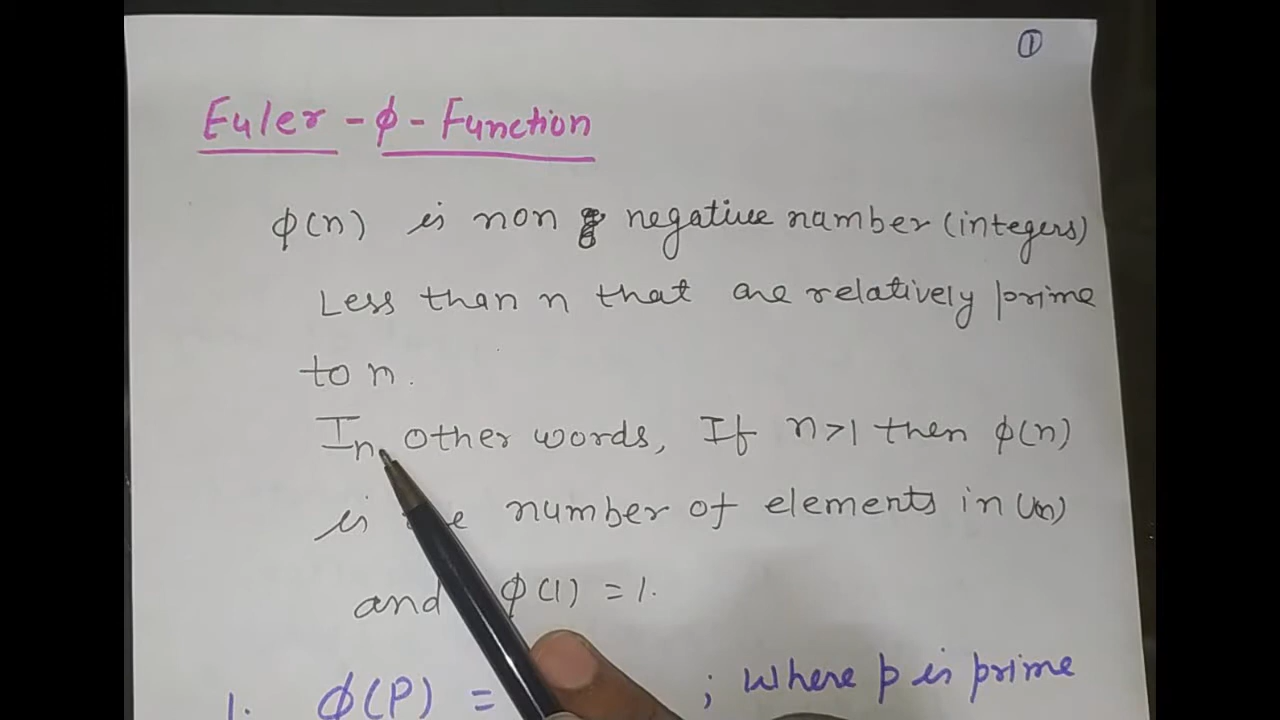 ①
Euler - ϕ - Function
ϕ(n) is non negative number (integers)
Less than n that are relatively prime
to n.
In other words, If n>1 then ϕ(n)
is number of elements in U(n)
and ϕ(1) = 1.
1. ϕ(P) = ; where p is prime